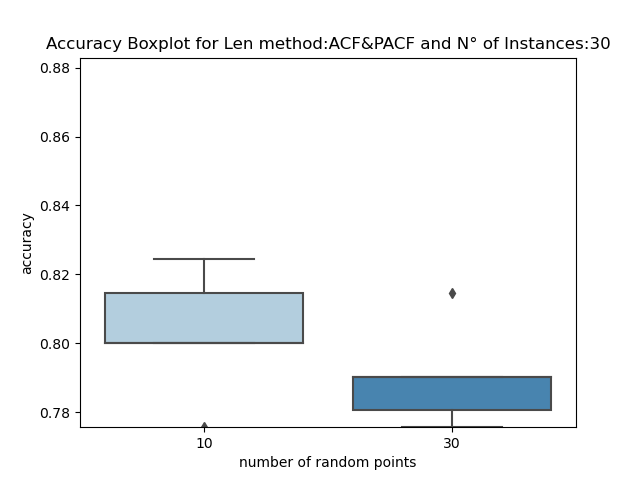 Accuracy Boxplot for Len method:ACF&PACF and N° of Instances:30
0.88
0.86
0.84
0.82
0.80
0.78
accuracy
10 30
number of random points